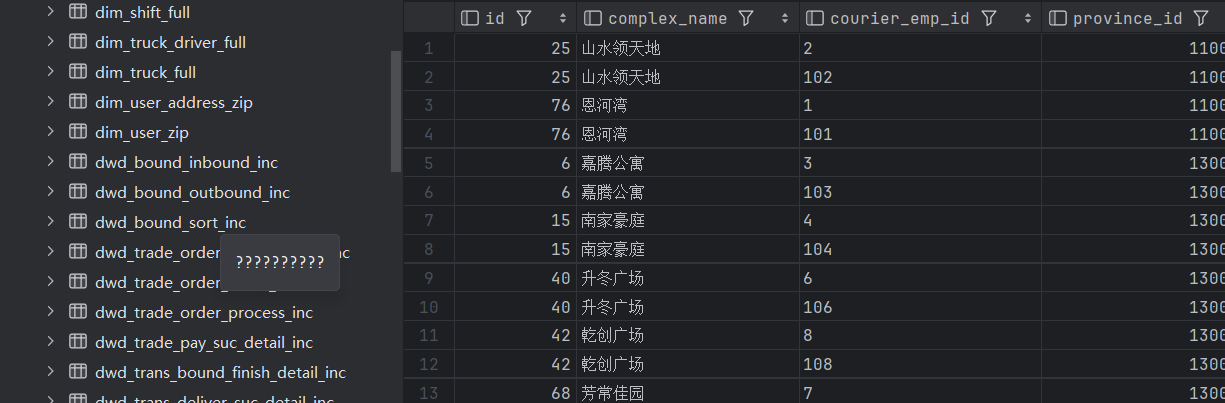 dim_shift_full
dim_truck_driver_full
dim_truck_full
dim_user_address_zip
dim_user_zip
dwd_bound_inbound_inc
dwd_bound_outbound_inc
dwd_bound_sort_inc
dwd_trade_order_ nc
dwd_trade_order_
dwd_trade_order_process_inc
dwd_trade_pay_suc_detail_inc
dwd_trans_bound_finish_detail_inc
dwd_trans_deliver_suc_detail_inc
??????????
id complex_name courier_emp_id province_id
1 25 山水领天地 2 1100
2 25 山水领天地 102 1100
3 76 恩河湾 1 1100
4 76 恩河湾 101 1100
5 6 嘉腾公寓 3 1300
6 6 嘉腾公寓 103 1300
7 15 南家豪庭 4 1300
8 15 南家豪庭 104 1300
9 40 升冬广场 6 1300
10 40 升冬广场 106 1300
11 42 乾创广场 8 1300
12 42 乾创广场 108 1300
13 68 芳常佳园 7 1300